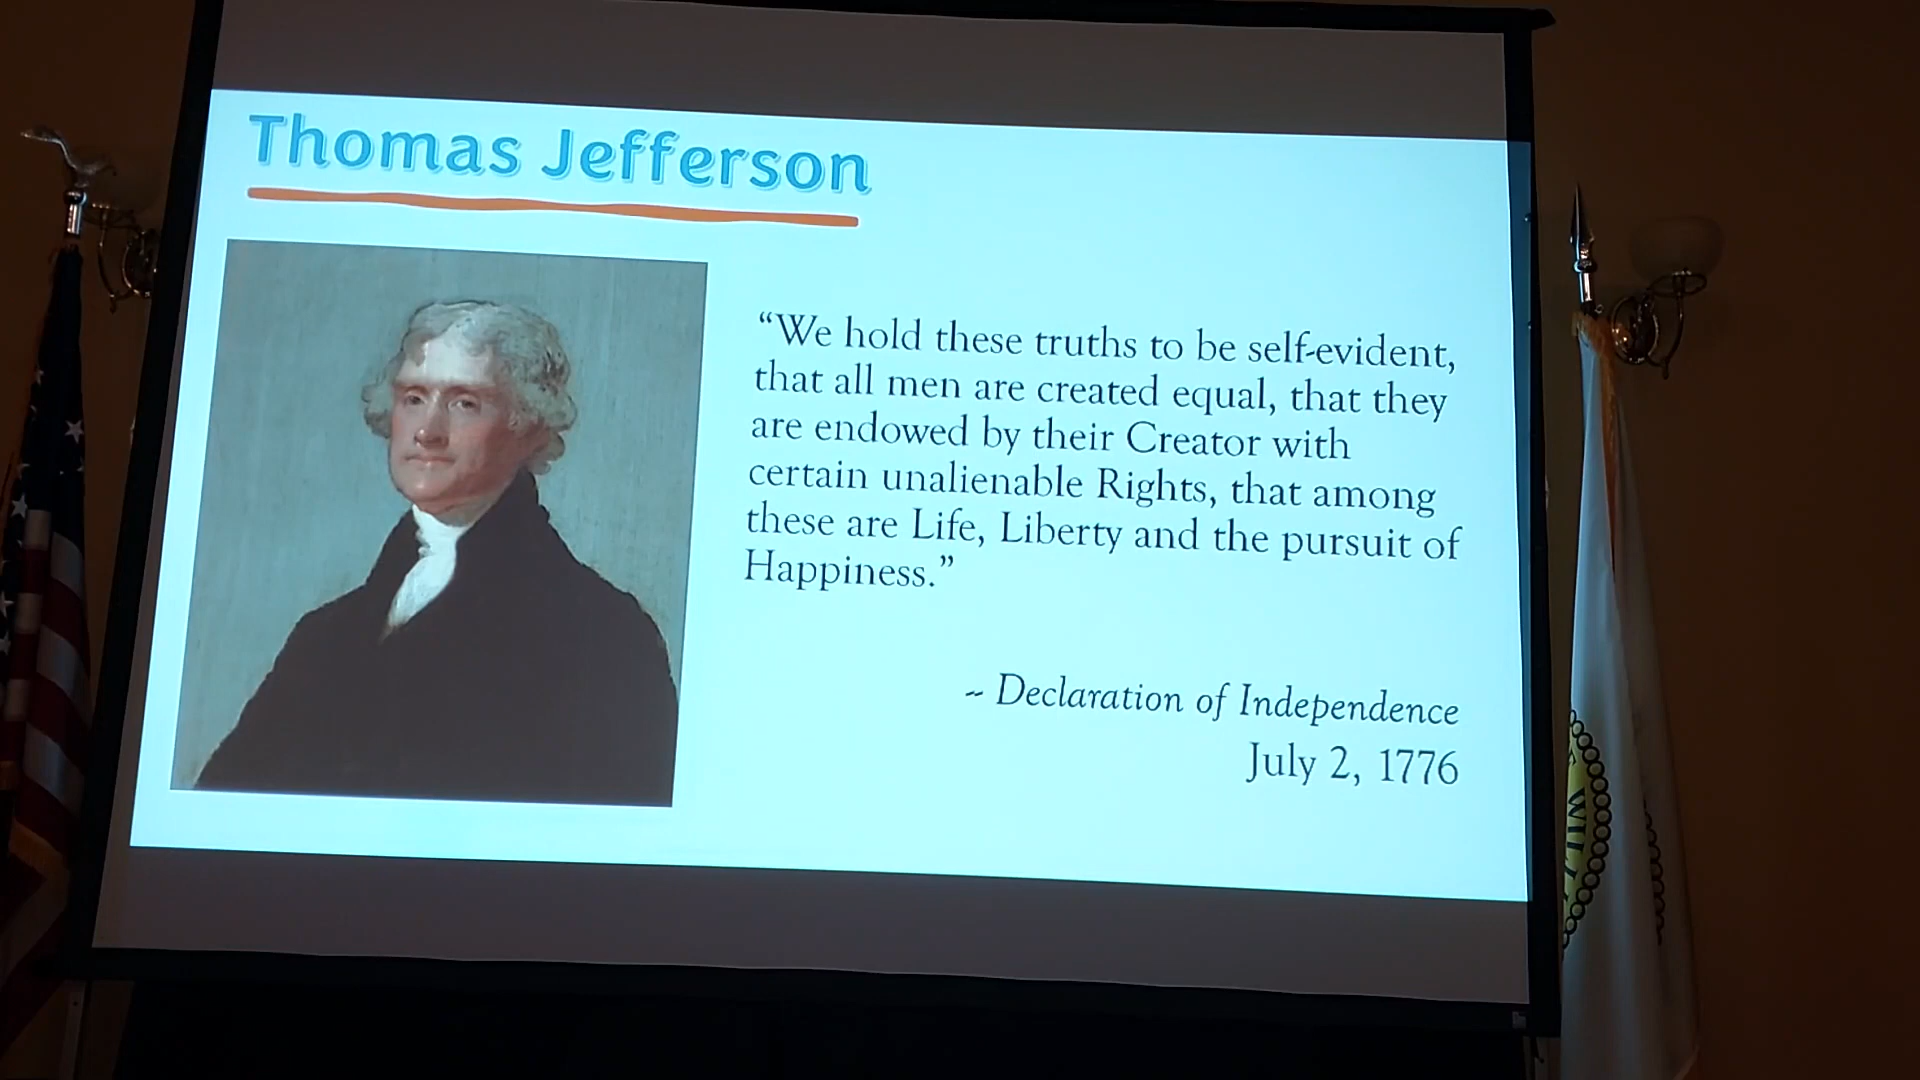 Thomas Jefferson
“We hold these truths to be self-evident,
that all men are created equal, that they
are endowed by their Creator with
certain unalienable Rights, that among
these are Life, Liberty and the pursuit of
Happiness.”
~ Declaration of Independence
July 2, 1776